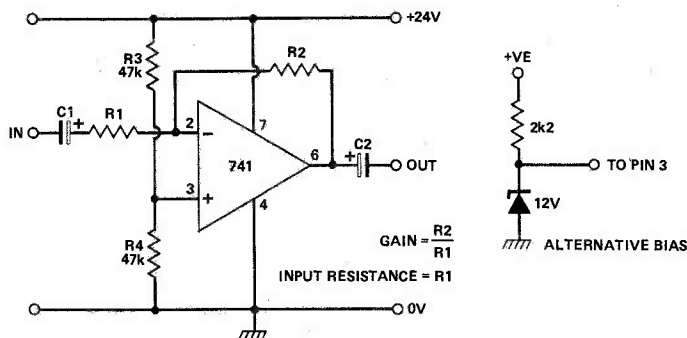 +24V
R3
47k
R2
+VE
C1
+
R1
IN
2
−
7
2k2
741
6
+
C2
OUT
TO PIN 3
3
+
4
12V
R4
47k
GAIN = R2
R1
ALTERNATIVE BIAS
INPUT RESISTANCE = R1
0V